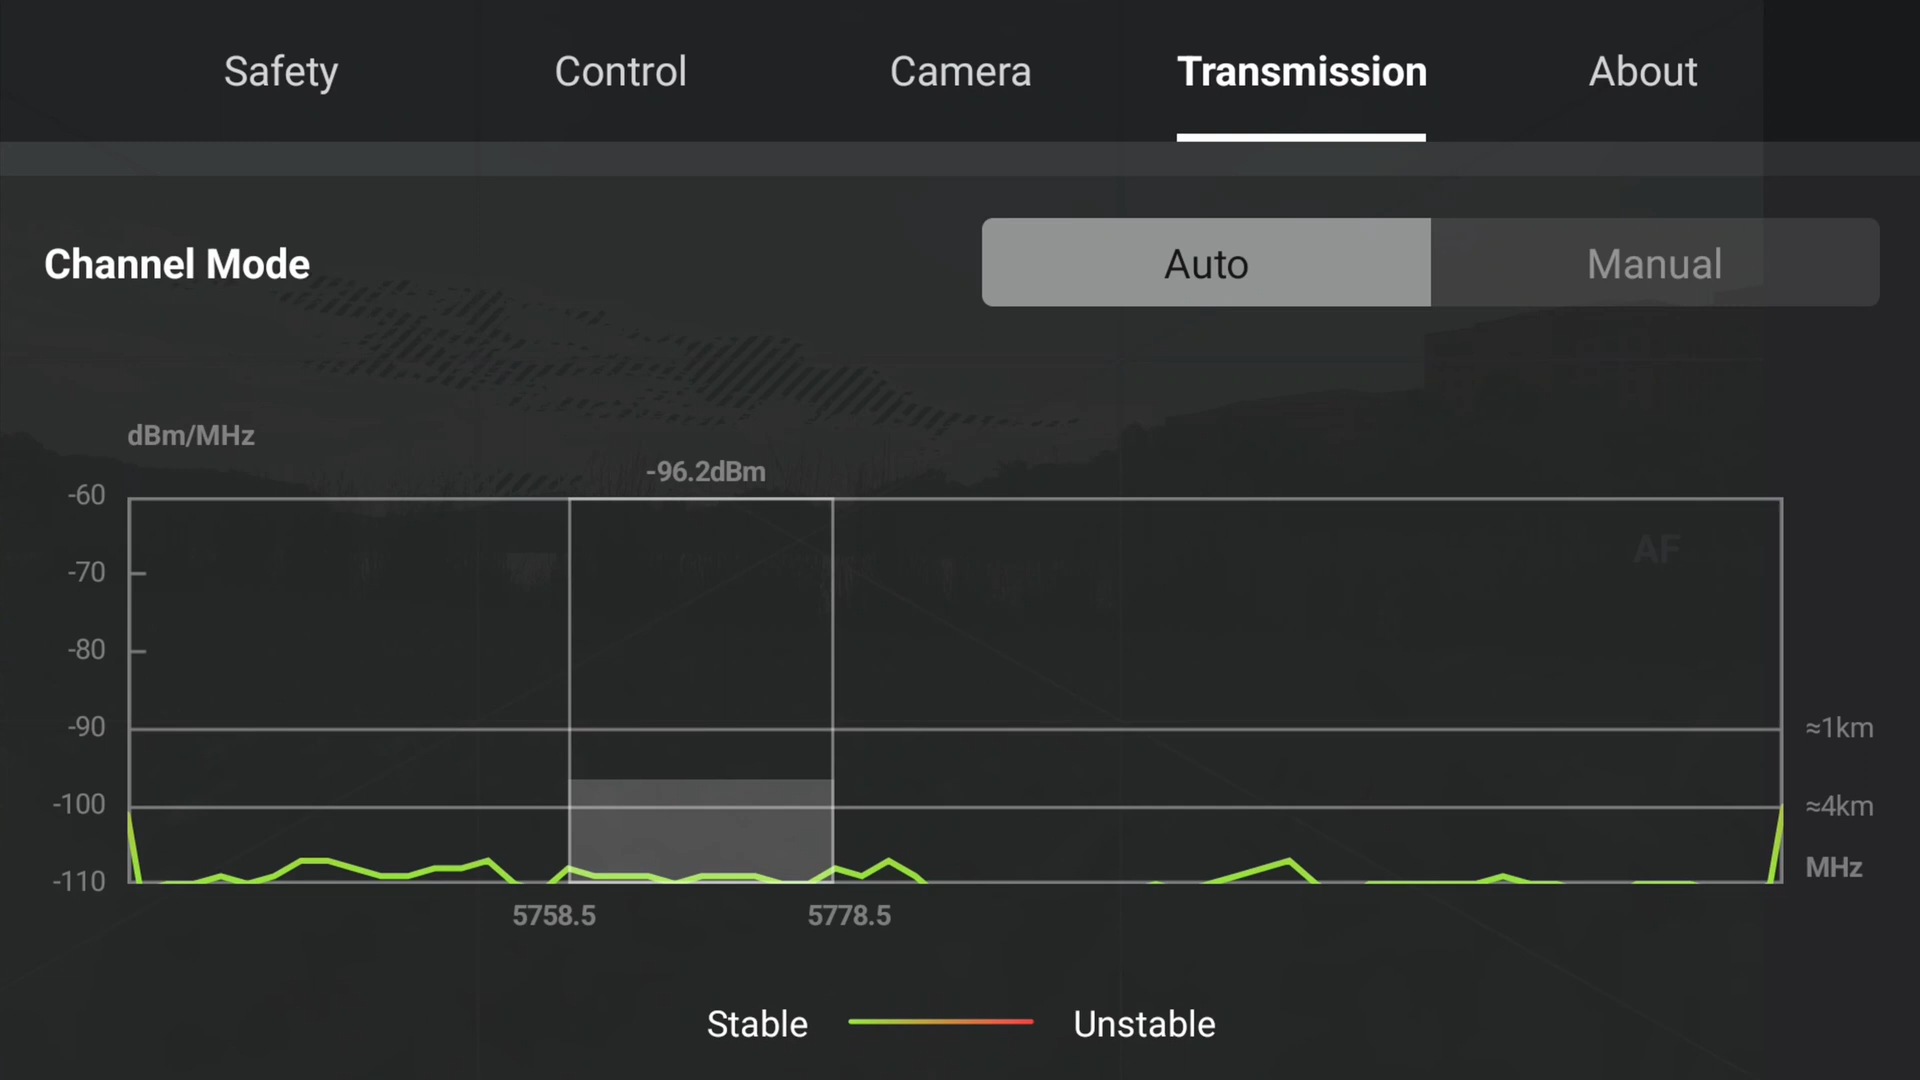 Safety Control Camera Transmission About
Channel Mode Auto Manual
dBm/MHz
-96.2dBm
-60
AF
-70
-80
-90 ≈1km
-100 ≈4km
MHz
-110
5758.5 5778.5
Stable Unstable